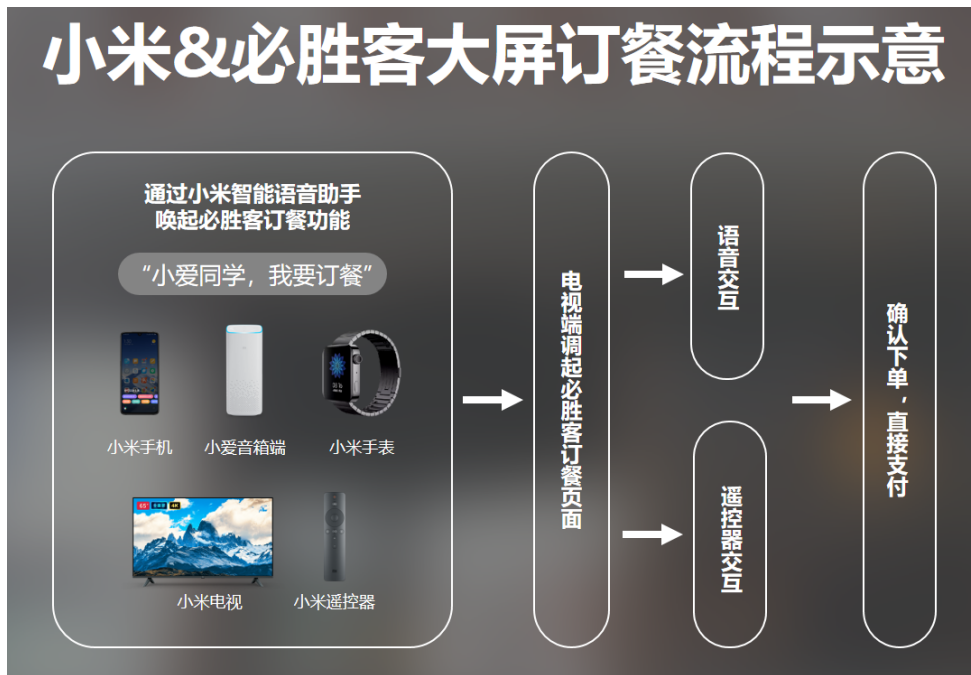 小米&必胜客大屏订餐流程示意
通过小米智能语音助手
唤起必胜客订餐功能
“小爱同学，我要订餐”
小米手机
小爱音箱端
小米手表
小米电视
小米遥控器
电视端调起必胜客订餐页面
语音交互
遥控器交互
确认下单，直接支付